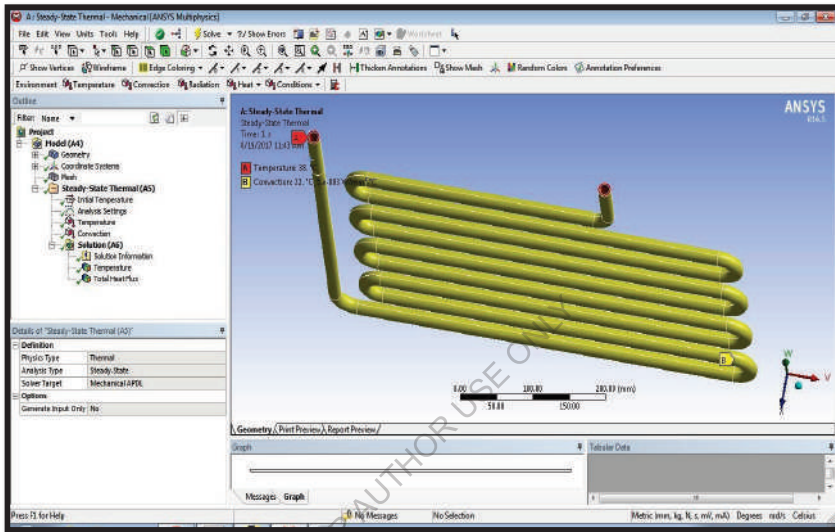 A: Steady-State Thermal - Mechanical [ANSYS Multiphysics]
File Edit View Units Tools Help Solve ?/ Show Errors Worksheet
Show Vertices Wireframe Edge Coloring Thicken Annotations Show Mesh Random Colors Annotation Preferences
Environment Temperature Convection Radiation Heat Conditions
Outline
Filter: Name
Project
Model (A4)
Geometry
Coordinate Systems
Mesh
Steady-State Thermal (A5)
Initial Temperature
Analysis Settings
Temperature
Convection
Solution (A6)
Solution Information
Temperature
Total Heat Flux
Details of "Steady-State Thermal (A5)"
Definition
Physics Type Thermal
Analysis Type Steady-State
Solver Target Mechanical APDL
Options
Generate Input Only No
A: Steady-State Thermal
Steady-State Thermal
Time: 1. s
A Temperature: 38.
B Convection: 22. °C
ANSYS
B
W
V
0.00 100.00 200.00 (mm)
50.00 150.00
Geometry Print Preview Report Preview
Graph
Tabular Data
Messages Graph
Press F1 for Help No Messages No Selection Metric (mm, kg, N, s, mV, mA) Degrees rad/s Celsius
AUTHOR USE ONLY